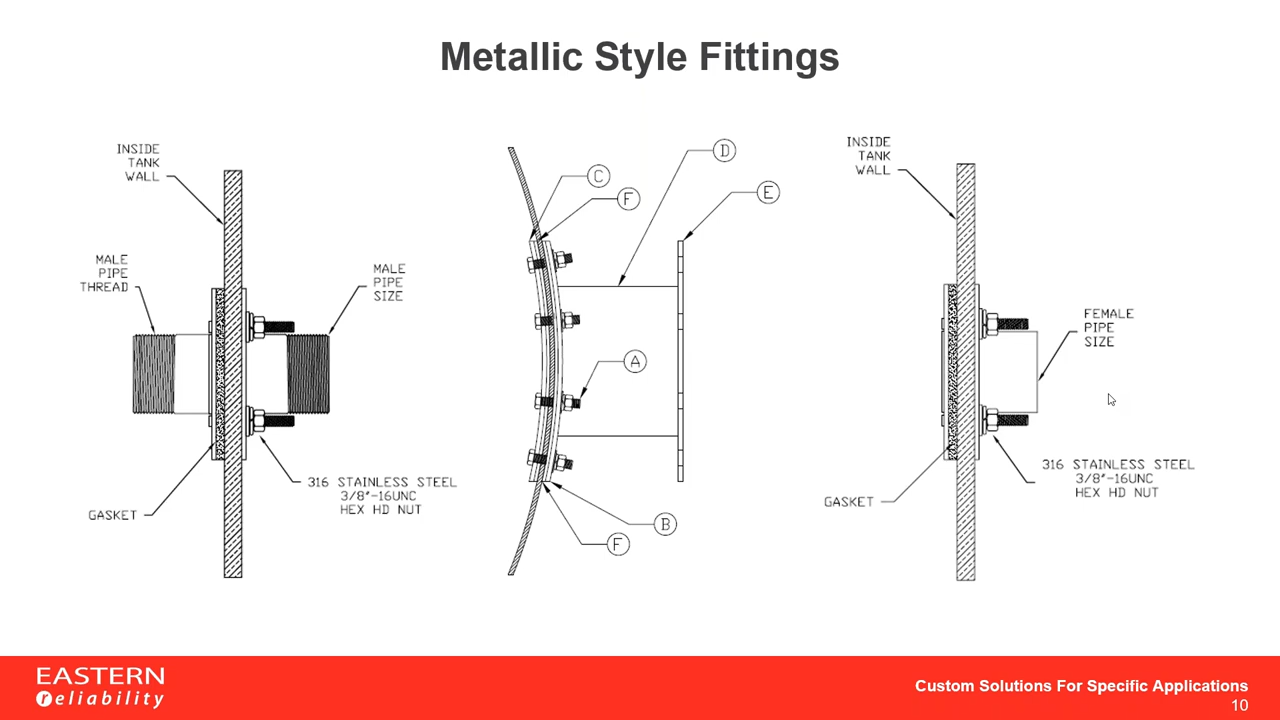 Metallic Style Fittings
INSIDE
TANK
WALL
MALE
PIPE
THREAD
MALE
PIPE
SIZE
316 STAINLESS STEEL
3/8"-16UNC
HEX HD NUT
GASKET
C
F
D
E
A
B
F
INSIDE
TANK
WALL
FEMALE
PIPE
SIZE
316 STAINLESS STEEL
3/8"-16UNC
HEX HD NUT
GASKET
EASTERN
reliability
Custom Solutions For Specific Applications
10